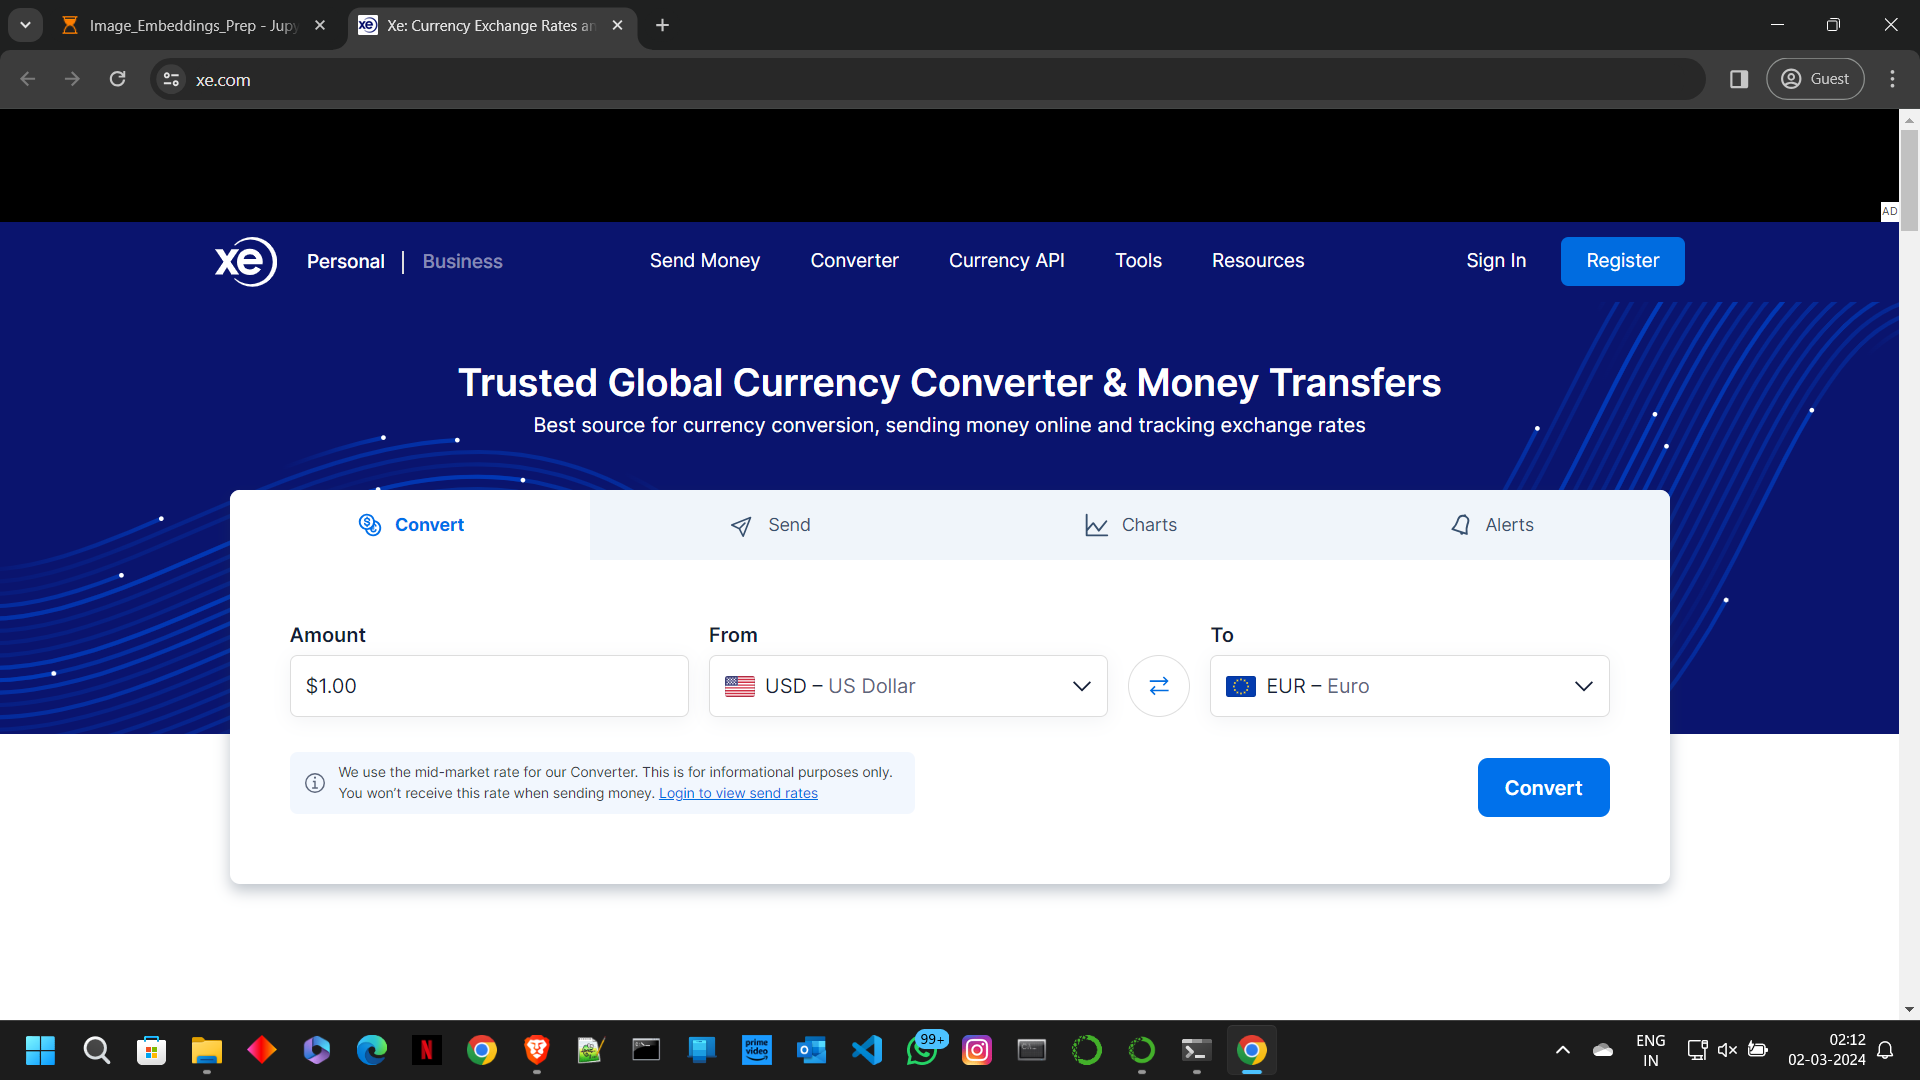 Image_Embeddings_Prep - Jupy
Xe: Currency Exchange Rates an
xe.com
Guest
AD
xe Personal | Business Send Money Converter Currency API Tools Resources Sign In Register
Trusted Global Currency Converter & Money Transfers
Best source for currency conversion, sending money online and tracking exchange rates
Convert Send Charts Alerts
Amount From To
$1.00 USD – US Dollar EUR – Euro
We use the mid-market rate for our Converter. This is for informational purposes only.
You won’t receive this rate when sending money. Login to view send rates
Convert
prime
video
99+
ENG
IN
02:12
02-03-2024